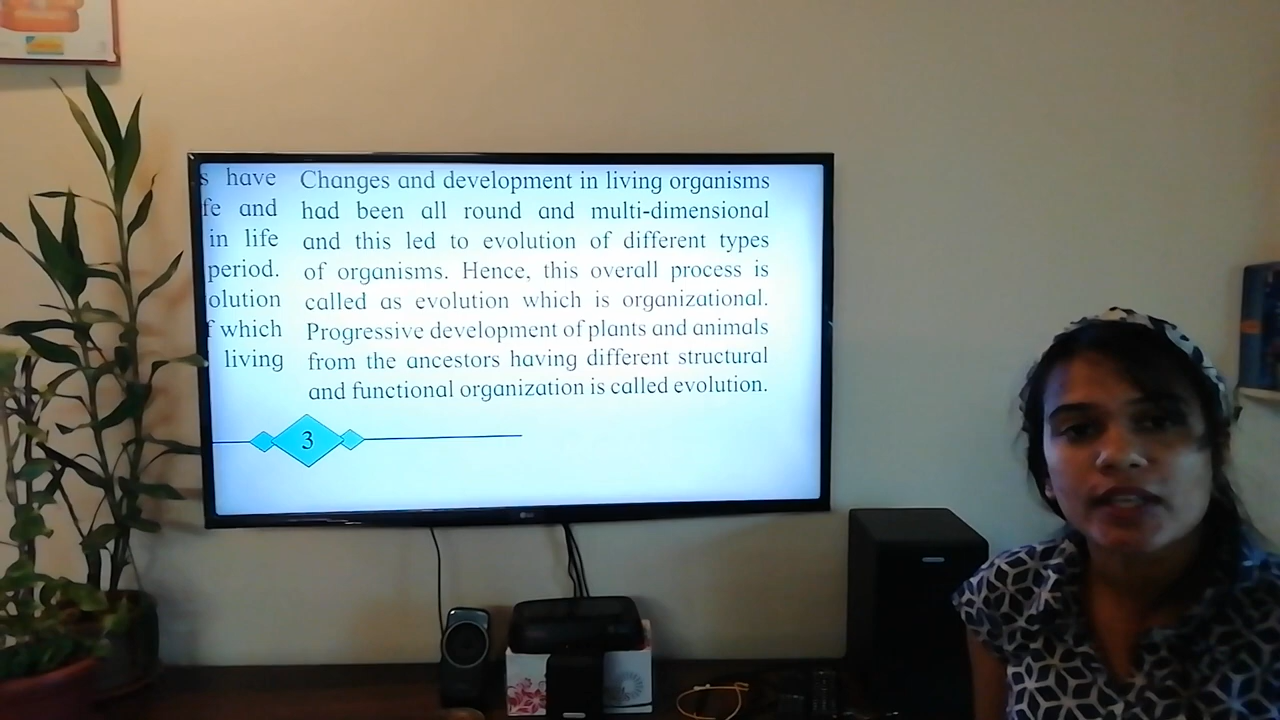 s have
fe and
in life
period.
olution
f which
living
Changes and development in living organisms
had been all round and multi-dimensional
and this led to evolution of different types
of organisms. Hence, this overall process is
called as evolution which is organizational.
Progressive development of plants and animals
from the ancestors having different structural
and functional organization is called evolution.
3
LG